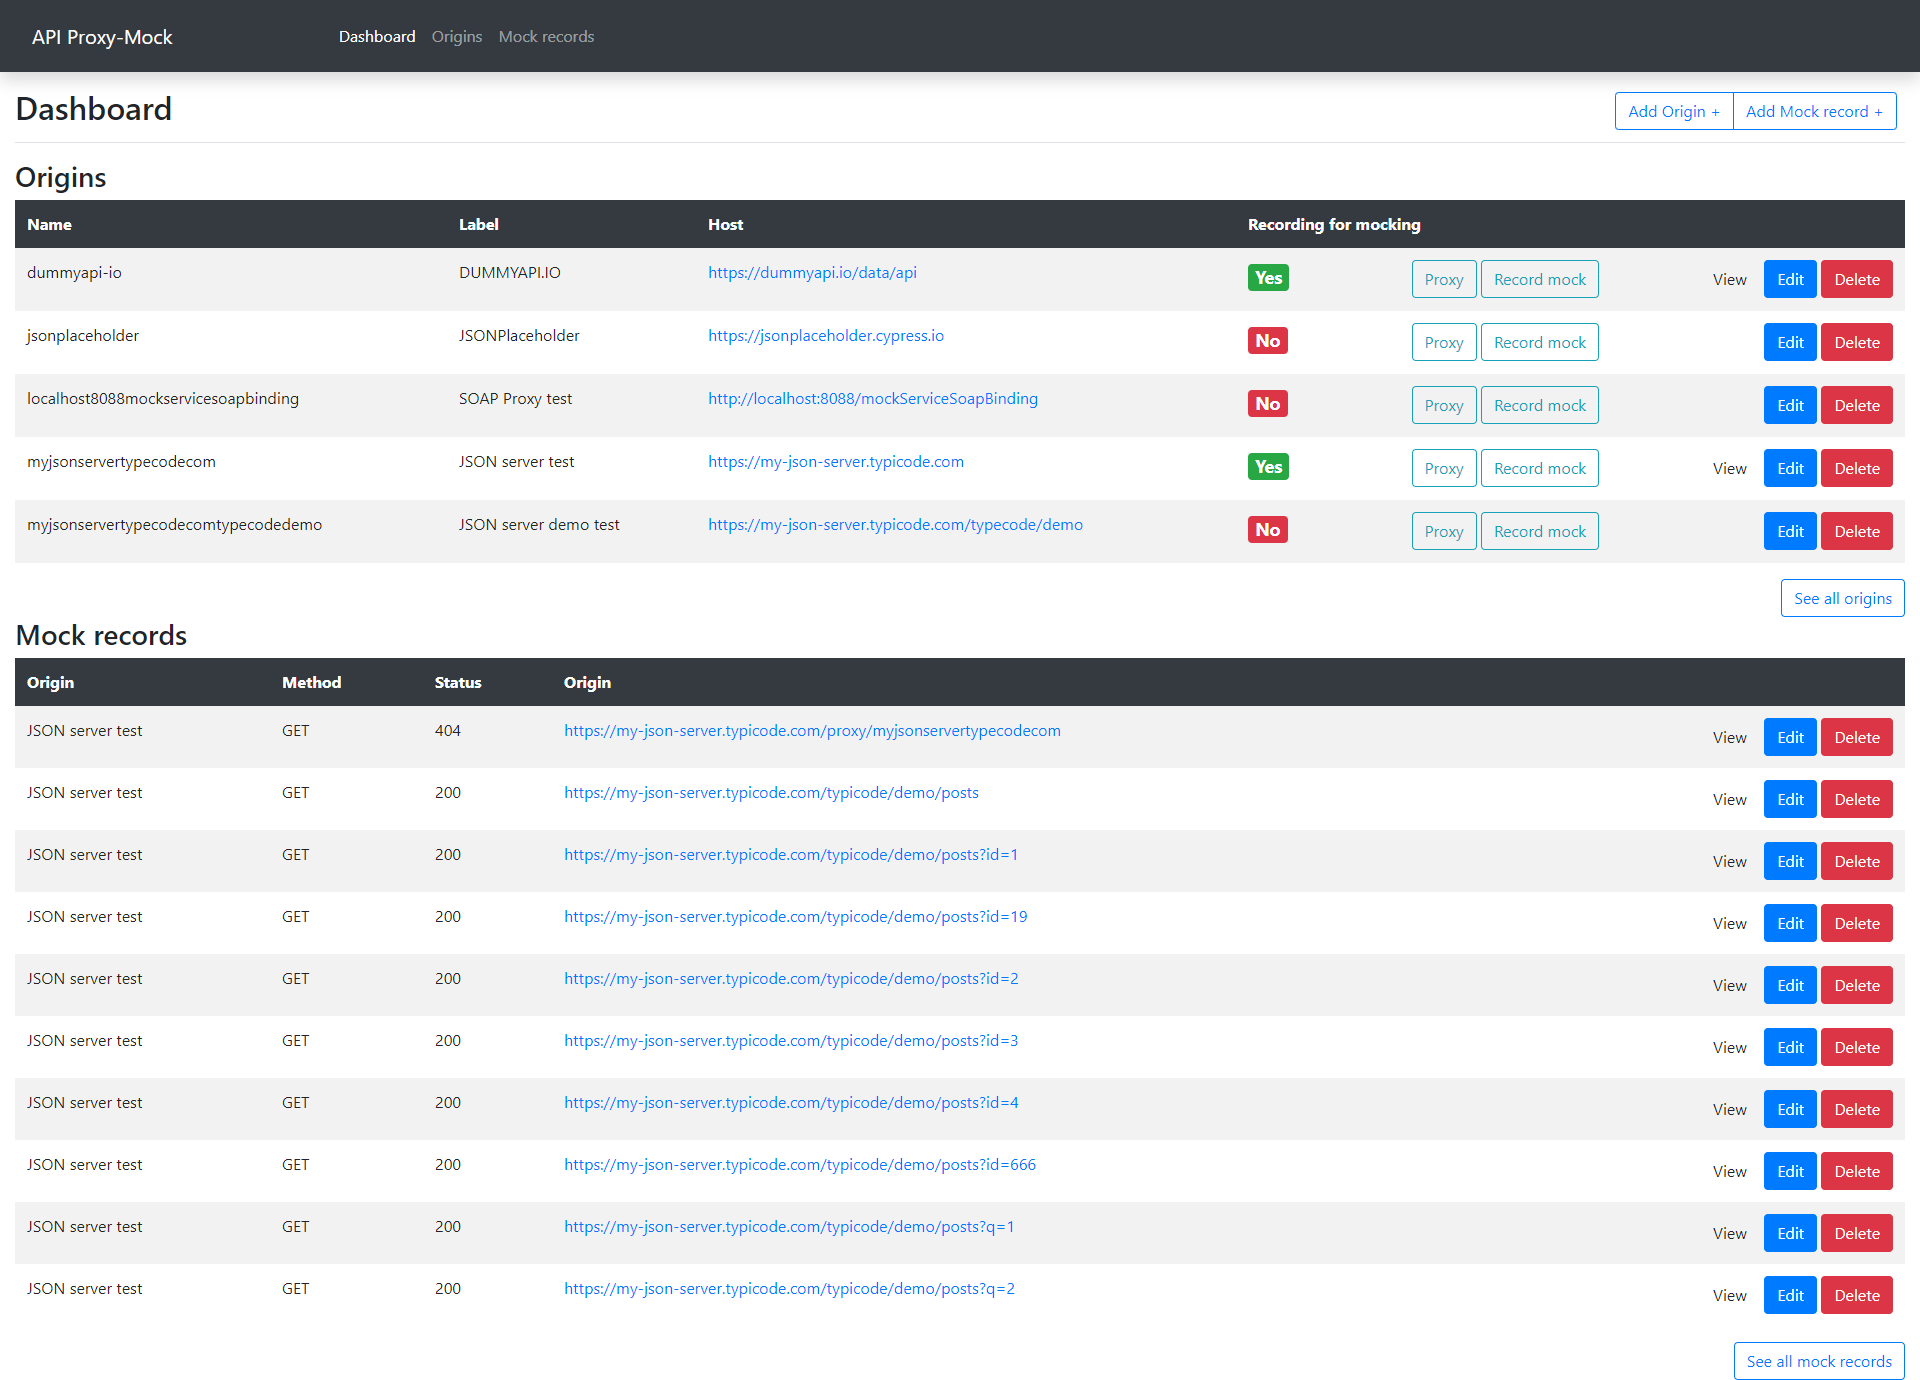 API Proxy-Mock Dashboard Origins Mock records
Dashboard Add Origin + Add Mock record +
Origins
Name Label Host Recording for mocking
dummyapi-io DUMMYAPI.IO https://dummyapi.io/data/api Yes Proxy Record mock View Edit Delete
jsonplaceholder JSONPlaceholder https://jsonplaceholder.cypress.io No Proxy Record mock Edit Delete
localhost8088mockservicesoapbinding SOAP Proxy test http://localhost:8088/mockServiceSoapBinding No Proxy Record mock Edit Delete
myjsonservertypecodecom JSON server test https://my-json-server.typicode.com Yes Proxy Record mock View Edit Delete
myjsonservertypecodecomtypecodedemo JSON server demo test https://my-json-server.typicode.com/typecode/demo No Proxy Record mock Edit Delete
See all origins
Mock records
Origin Method Status Origin
JSON server test GET 404 https://my-json-server.typicode.com/proxy/myjsonservertypecodecom View Edit Delete
JSON server test GET 200 https://my-json-server.typicode.com/typicode/demo/posts View Edit Delete
JSON server test GET 200 https://my-json-server.typicode.com/typicode/demo/posts?id=1 View Edit Delete
JSON server test GET 200 https://my-json-server.typicode.com/typicode/demo/posts?id=19 View Edit Delete
JSON server test GET 200 https://my-json-server.typicode.com/typicode/demo/posts?id=2 View Edit Delete
JSON server test GET 200 https://my-json-server.typicode.com/typicode/demo/posts?id=3 View Edit Delete
JSON server test GET 200 https://my-json-server.typicode.com/typicode/demo/posts?id=4 View Edit Delete
JSON server test GET 200 https://my-json-server.typicode.com/typicode/demo/posts?id=666 View Edit Delete
JSON server test GET 200 https://my-json-server.typicode.com/typicode/demo/posts?q=1 View Edit Delete
JSON server test GET 200 https://my-json-server.typicode.com/typicode/demo/posts?q=2 View Edit Delete
See all mock records